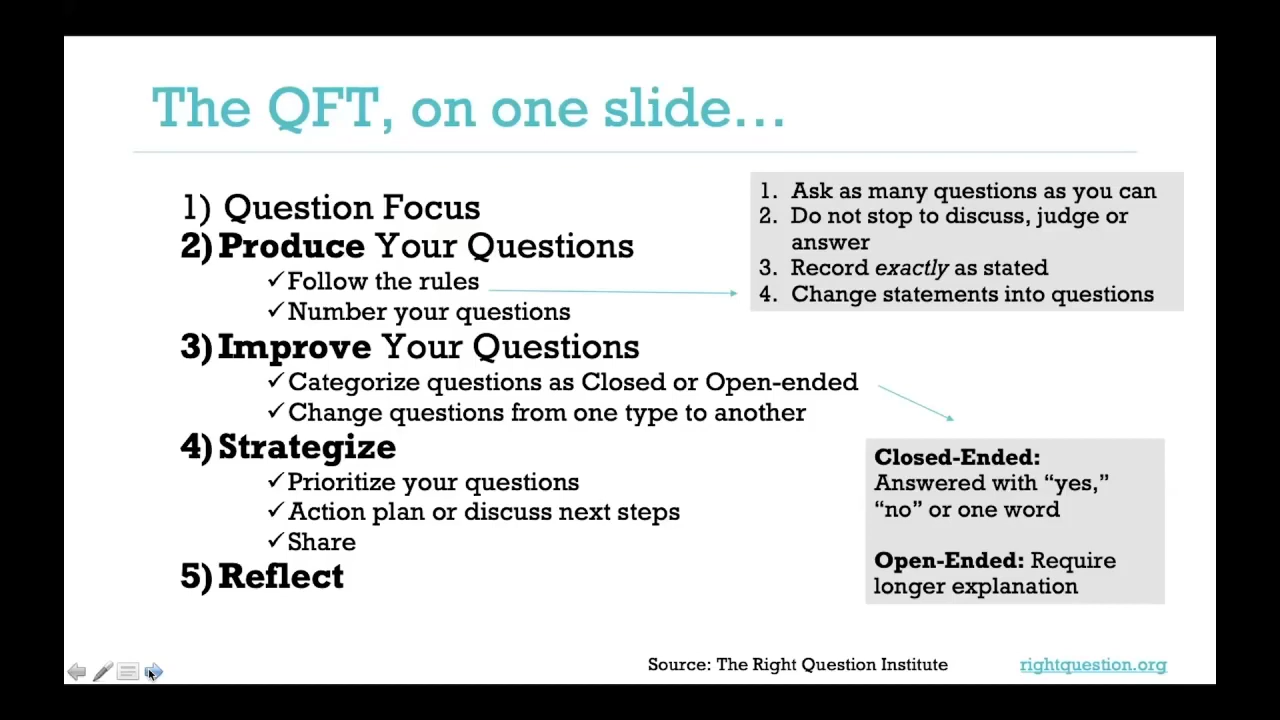 The QFT, on one slide…
1) Question Focus
2) Produce Your Questions
✓Follow the rules
✓Number your questions
3) Improve Your Questions
✓Categorize questions as Closed or Open-ended
✓Change questions from one type to another
4) Strategize
✓Prioritize your questions
✓Action plan or discuss next steps
✓Share
5) Reflect
1. Ask as many questions as you can
2. Do not stop to discuss, judge or
answer
3. Record exactly as stated
4. Change statements into questions
Closed-Ended:
Answered with “yes,”
“no” or one word
Open-Ended: Require
longer explanation
Source: The Right Question Institute
rightquestion.org